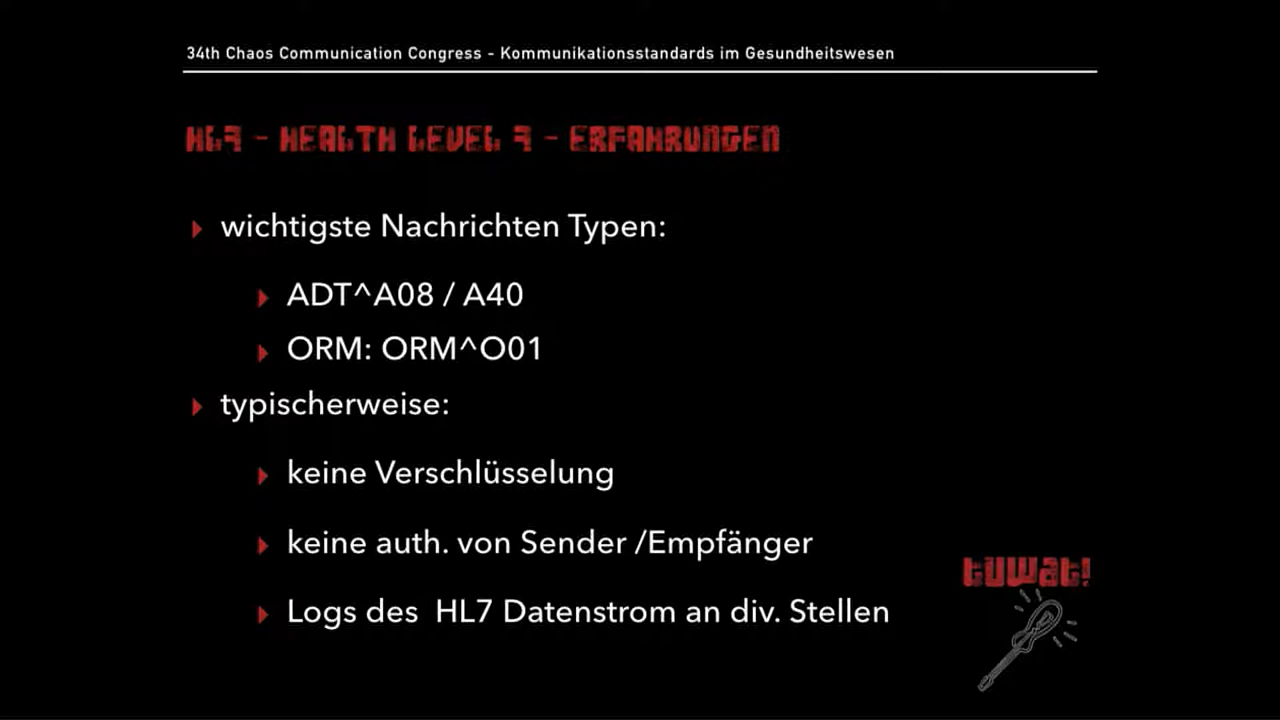 34th Chaos Communication Congress - Kommunikationsstandards im Gesundheitswesen
HL7 - HEALTH LEVEL 7 - ERFAHRUNGEN
wichtigste Nachrichten Typen:
ADT^A08 / A40
ORM: ORM^O01
typischerweise:
keine Verschlüsselung
keine auth. von Sender /Empfänger
Logs des  HL7 Datenstrom an div. Stellen
tuwat!